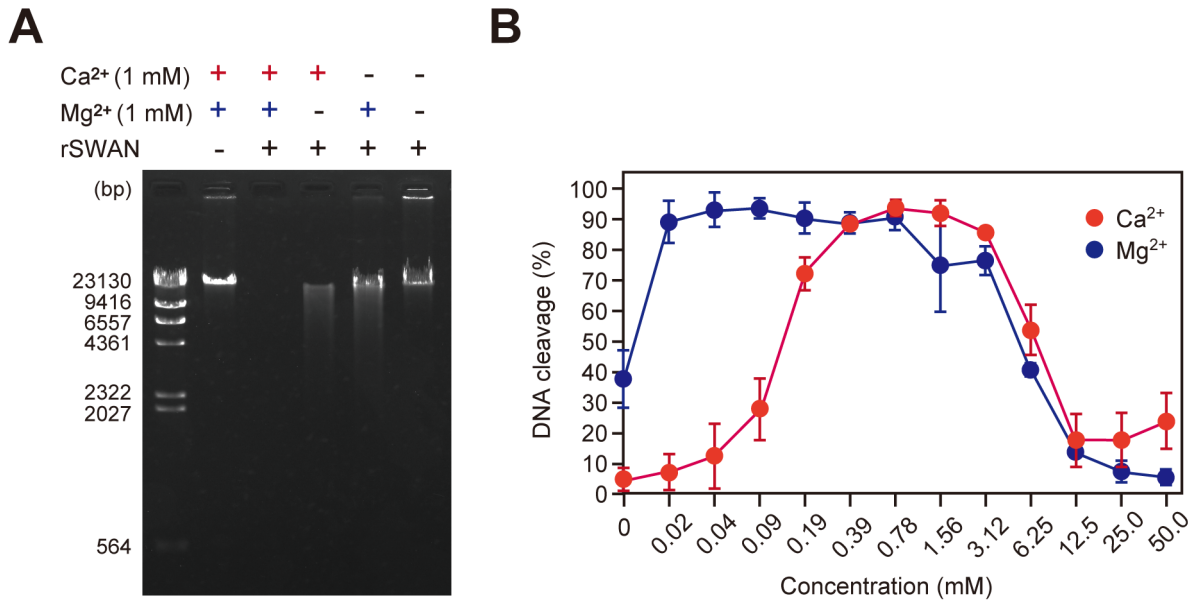 A
Ca²⁺ (1 mM) + + + - -
Mg²⁺ (1 mM) + + - + -
rSWAN - + + + +
(bp)
23130
9416
6557
4361
2322
2027
564
B
DNA cleavage (%)
100
90
80
70
60
50
40
30
20
10
0
Ca²⁺
Mg²⁺
0 0.02 0.04 0.09 0.19 0.39 0.78 1.56 3.12 6.25 12.5 25.0 50.0
Concentration (mM)